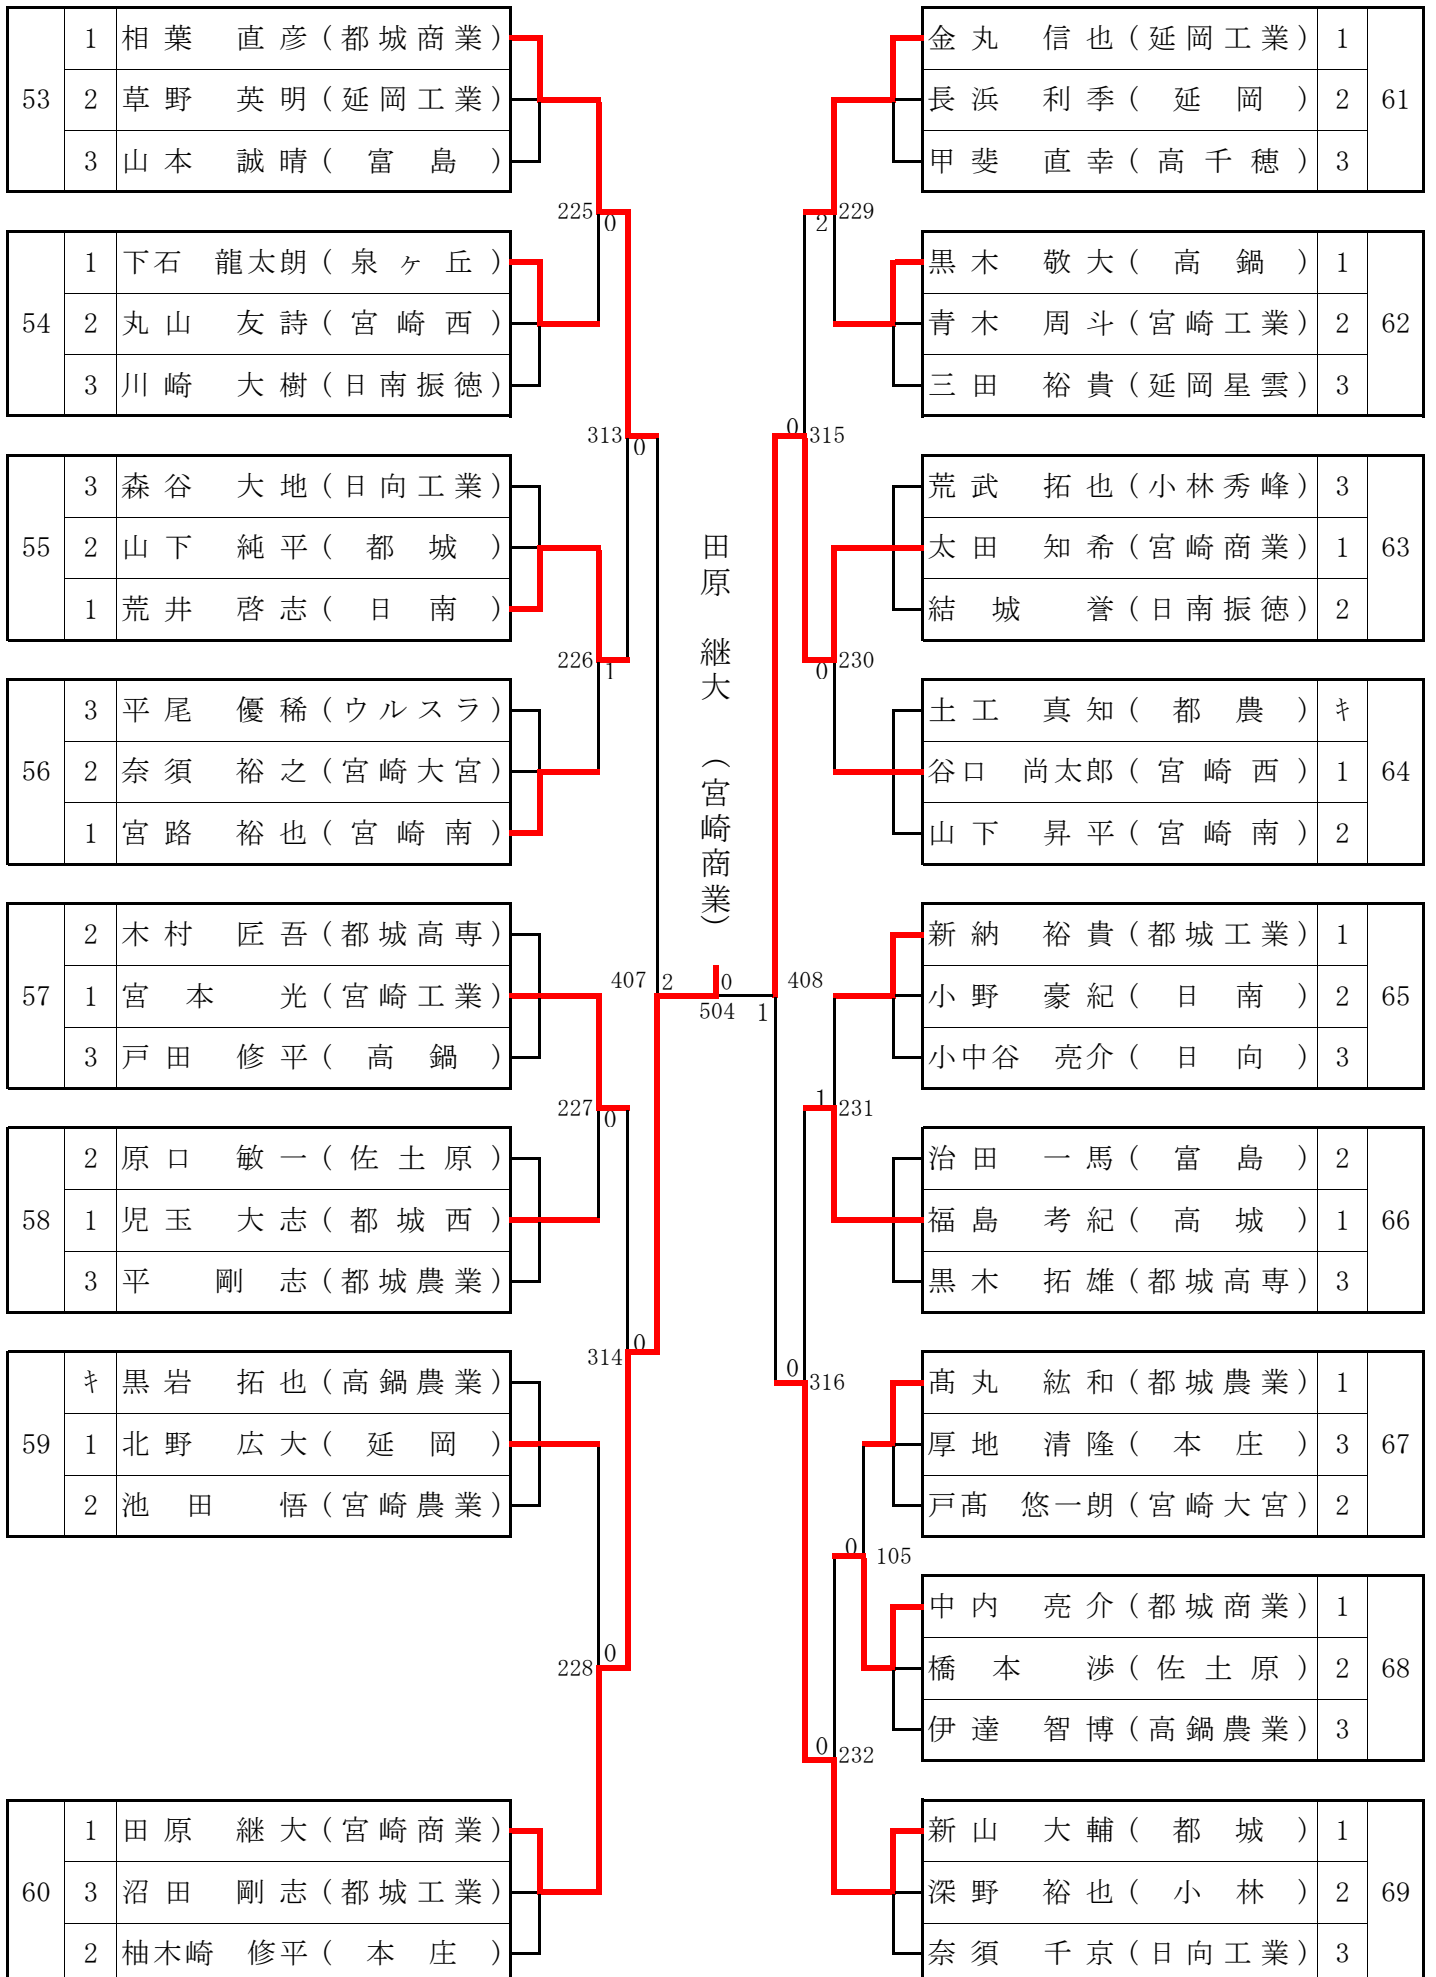 53
1 相葉 直彦(都城商業)
2 草野 英明(延岡工業)
3 山本 誠晴(富島)
54
1 下石 龍太朗(泉ヶ丘)
2 丸山 友詩(宮崎西)
3 川崎 大樹(日南振徳)
55
3 森谷 大地(日向工業)
2 山下 純平(都城)
1 荒井 啓志(日南)
56
3 平尾 優稀(ウルスラ)
2 奈須 裕之(宮崎大宮)
1 宮路 裕也(宮崎南)
57
2 木村 匠吾(都城高専)
1 宮本 光(宮崎工業)
3 戸田 修平(高鍋)
58
2 原口 敏一(佐土原)
1 児玉 大志(都城西)
3 平 剛志(都城農業)
59
ｷ 黒岩 拓也(高鍋農業)
1 北野 広大(延岡)
2 池田 悟(宮崎農業)
60
1 田原 継大(宮崎商業)
3 沼田 剛志(都城工業)
2 柚木崎 修平(本庄)
225 0
313 0
226 1
407 2
227 0
314 0
228 0
田原 継大 (宮崎商業)
0
504
1
408
2 229
0 315
0 230
1 231
0 316
0 105
0 232
金丸 信也(延岡工業) 1
長浜 利季(延岡) 2
甲斐 直幸(高千穂) 3
61
黒木 敬大(高鍋) 1
青木 周斗(宮崎工業) 2
三田 裕貴(延岡星雲) 3
62
荒武 拓也(小林秀峰) 3
太田 知希(宮崎商業) 1
結城 誉(日南振徳) 2
63
土工 真知(都農) ｷ
谷口 尚太郎(宮崎西) 1
山下 昇平(宮崎南) 2
64
新納 裕貴(都城工業) 1
小野 豪紀(日南) 2
小中谷 亮介(日向) 3
65
治田 一馬(富島) 2
福島 考紀(高城) 1
黒木 拓雄(都城高専) 3
66
髙丸 紘和(都城農業) 1
厚地 清隆(本庄) 3
戸髙 悠一朗(宮崎大宮) 2
67
中内 亮介(都城商業) 1
橋本 渉(佐土原) 2
伊達 智博(高鍋農業) 3
68
新山 大輔(都城) 1
深野 裕也(小林) 2
奈須 千京(日向工業) 3
69